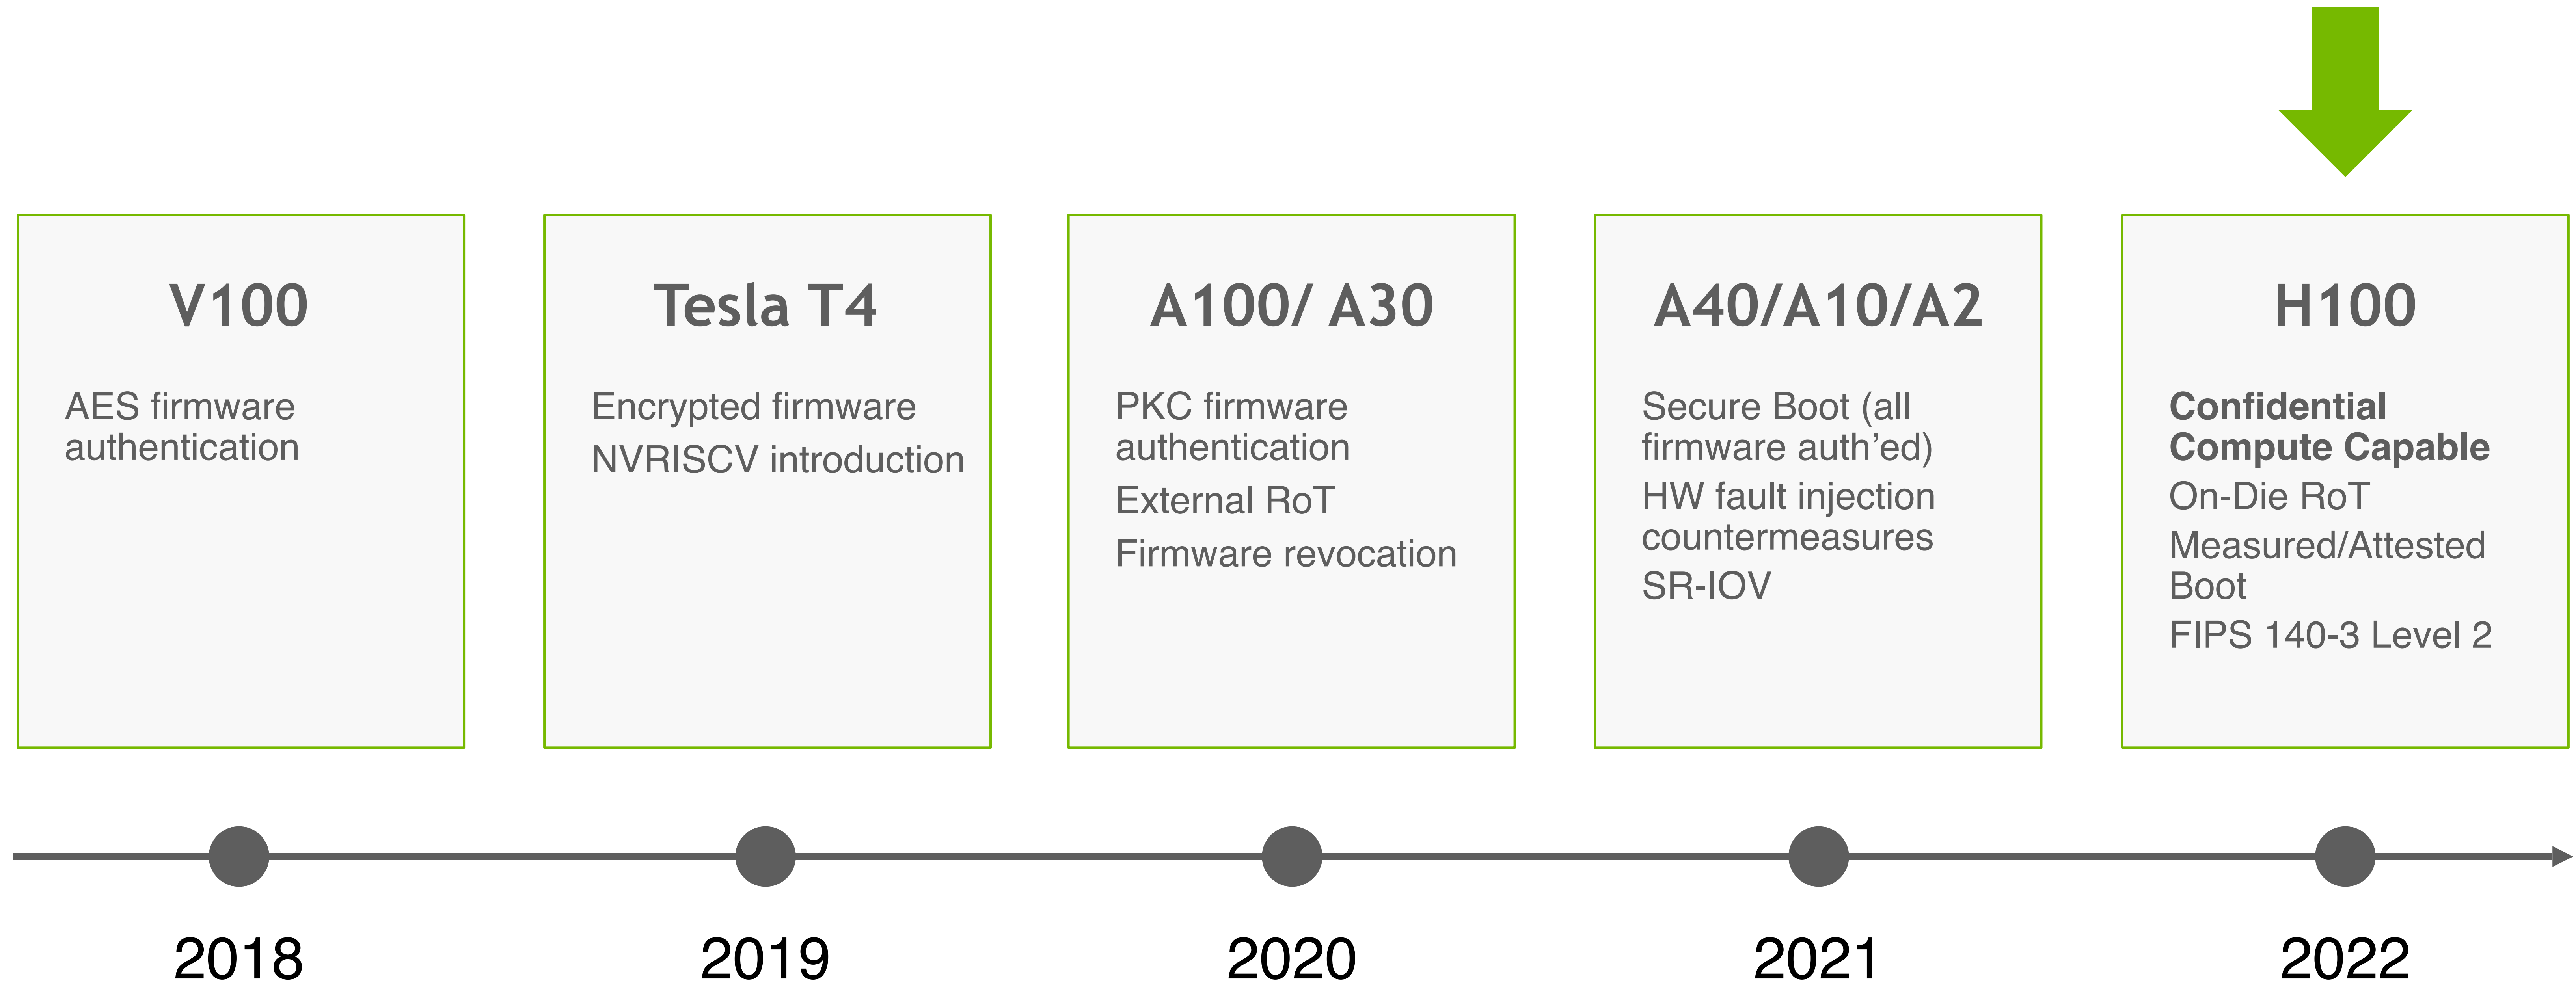 V100
AES firmware
authentication
Tesla T4
Encrypted firmware
NVRISCV introduction
A100/ A30
PKC firmware
authentication
External RoT
Firmware revocation
A40/A10/A2
Secure Boot (all
firmware auth’ed)
HW fault injection
countermeasures
SR-IOV
H100
Confidential
Compute Capable
On-Die RoT
Measured/Attested
Boot
FIPS 140-3 Level 2
2018
2019
2020
2021
2022